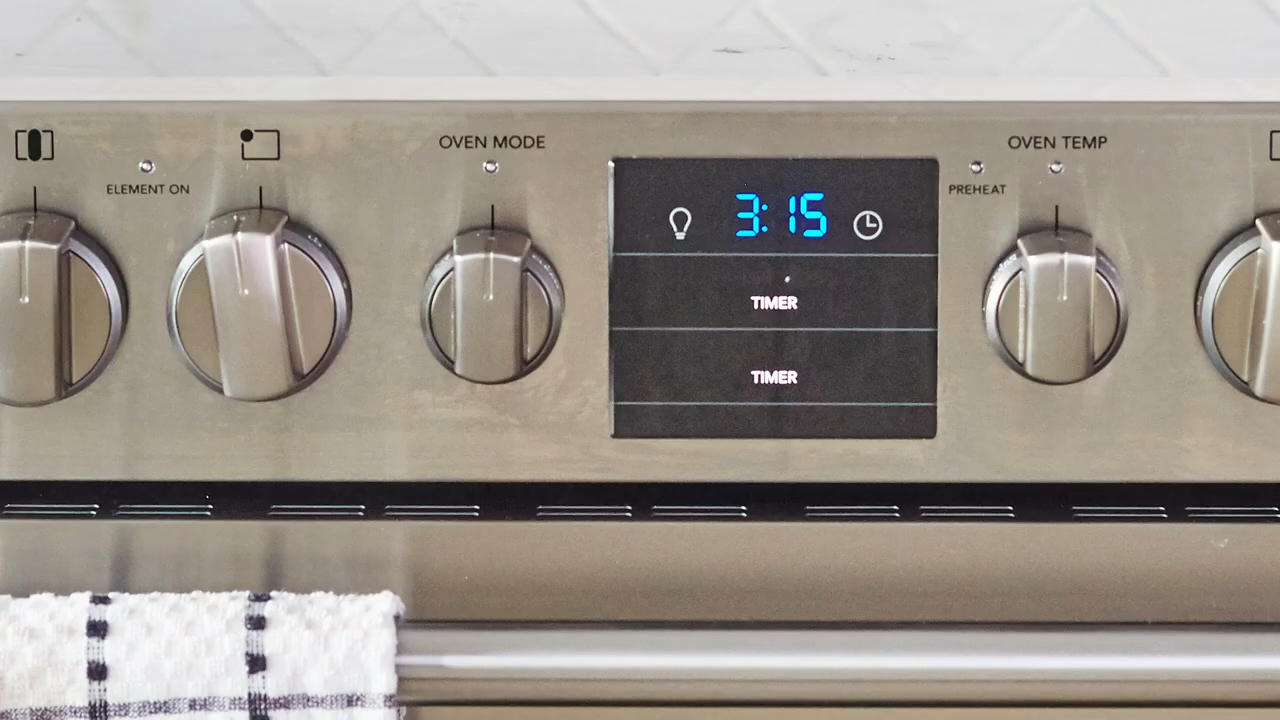 OVEN MODE
OVEN TEMP
ELEMENT ON
PREHEAT
3:15
TIMER
TIMER